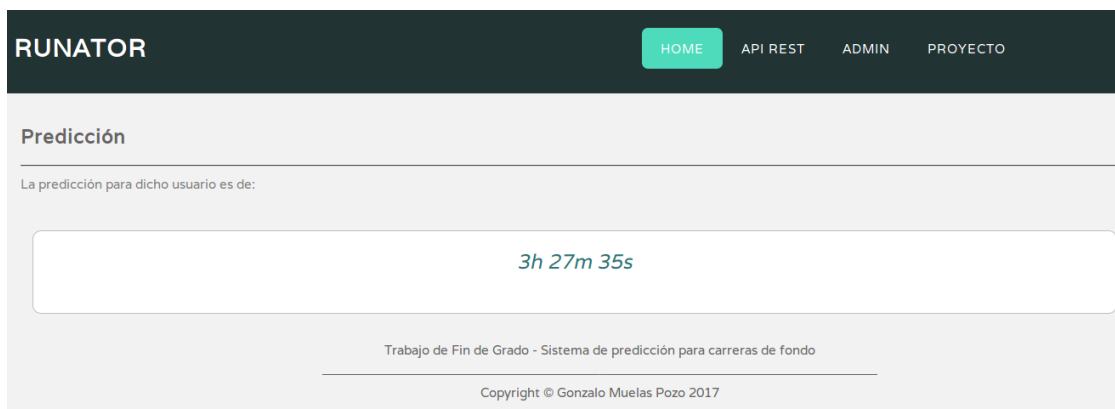 RUNATOR
HOME API REST ADMIN PROYECTO
Predicción
La predicción para dicho usuario es de:
3h 27m 35s
Trabajo de Fin de Grado - Sistema de predicción para carreras de fondo
Copyright © Gonzalo Muelas Pozo 2017